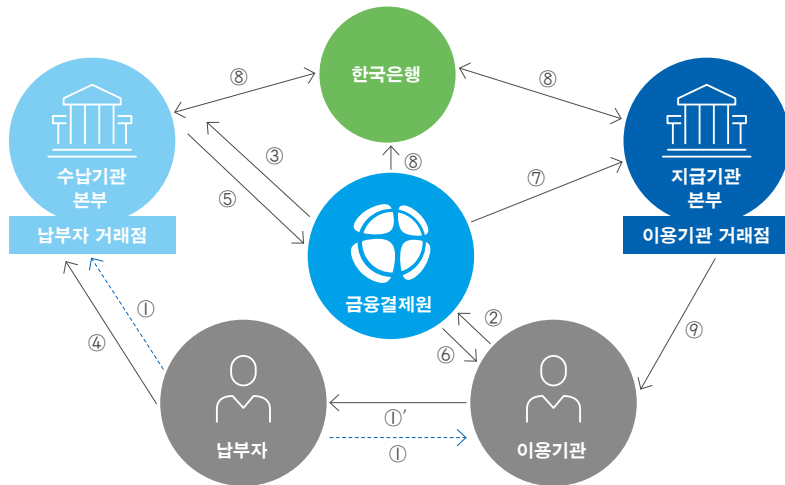 한국은행
⑧
⑧
수납기관
본부
③
⑧
지급기관
본부
⑤
⑦
납부자 거래점
이용기관 거래점
금융결제원
①
②
④
⑥
⑨
①′
납부자
①
이용기관